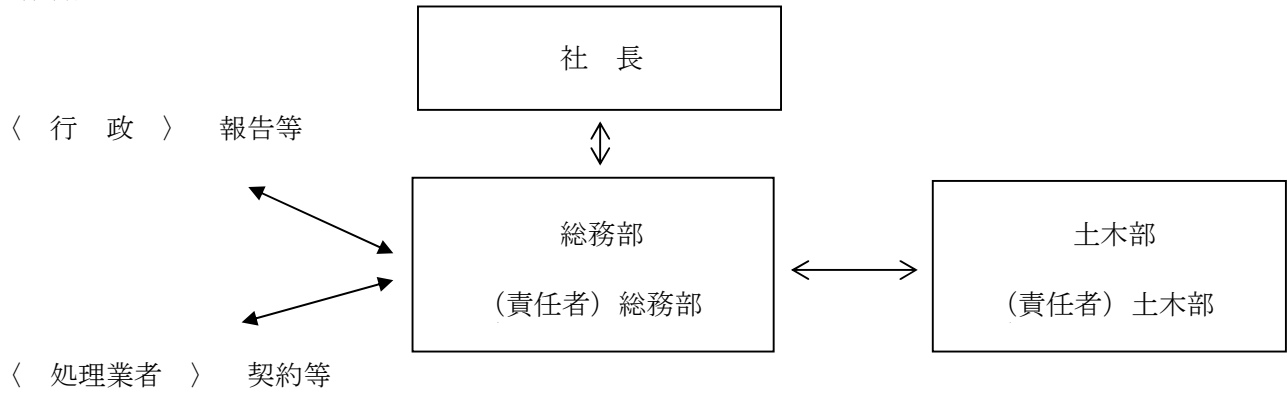 社　長
〈　行　政　〉　報告等
総務部
（責任者）総務部
土木部
（責任者）土木部
〈　処理業者　〉　契約等